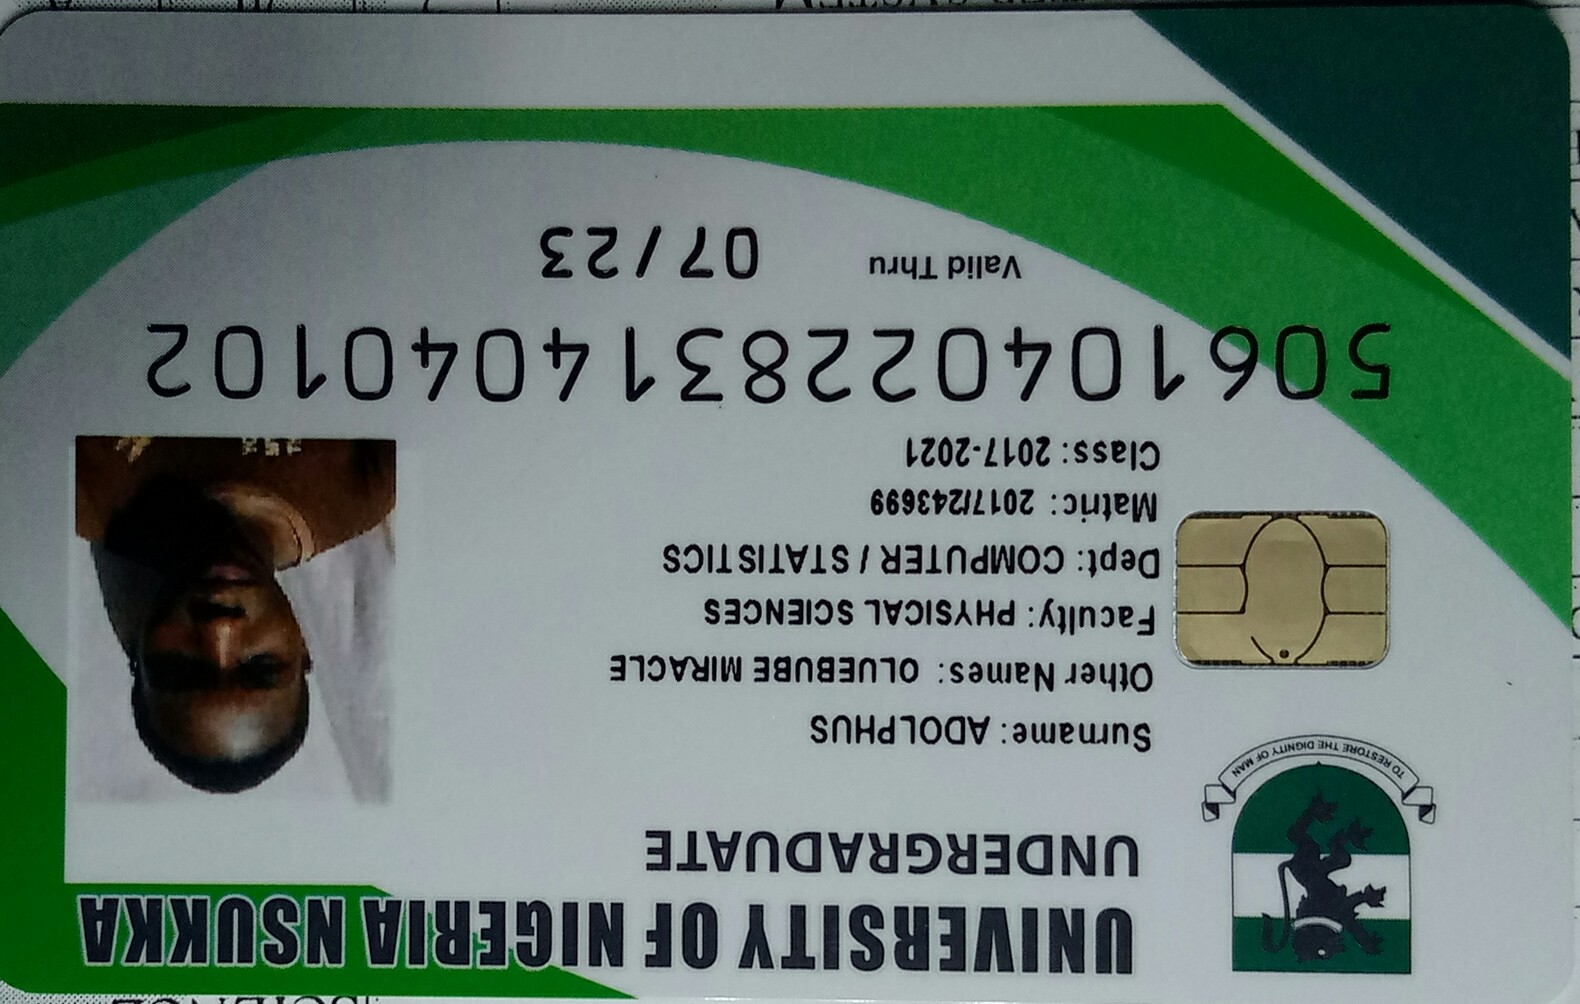 UNIVERSITY OF NIGERIA NSUKKA
UNDERGRADUATE
TO RESTORE THE DIGNITY OF MAN
Surname: ADOLPHUS
Other Names: OLUEBUBE MIRACLE
Faculty: PHYSICAL SCIENCES
Dept: COMPUTER / STATISTICS
Matric: 2017/243699
Class: 2017-2021
5061040228314040102
Valid Thru 07/23